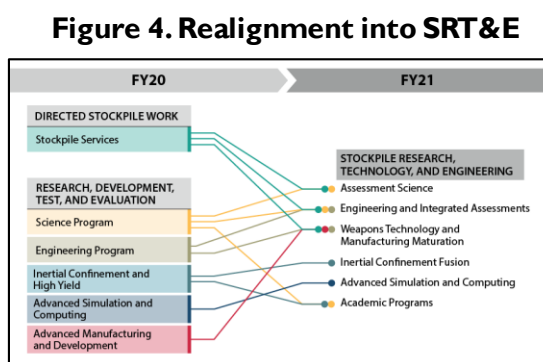 Figure 4. Realignment into SRT&E
FY20
FY21
DIRECTED STOCKPILE WORK
Stockpile Services
RESEARCH, DEVELOPMENT,
TEST, AND EVALUATION
Science Program
Engineering Program
Inertial Confinement and
High Yield
Advanced Simulation and
Computing
Advanced Manufacturing
and Development
STOCKPILE RESEARCH,
TECHNOLOGY, AND ENGINEERING
Assessment Science
Engineering and Integrated Assessments
Weapons Technology and
Manufacturing Maturation
Inertial Confinement Fusion
Advanced Simulation and Computing
Academic Programs